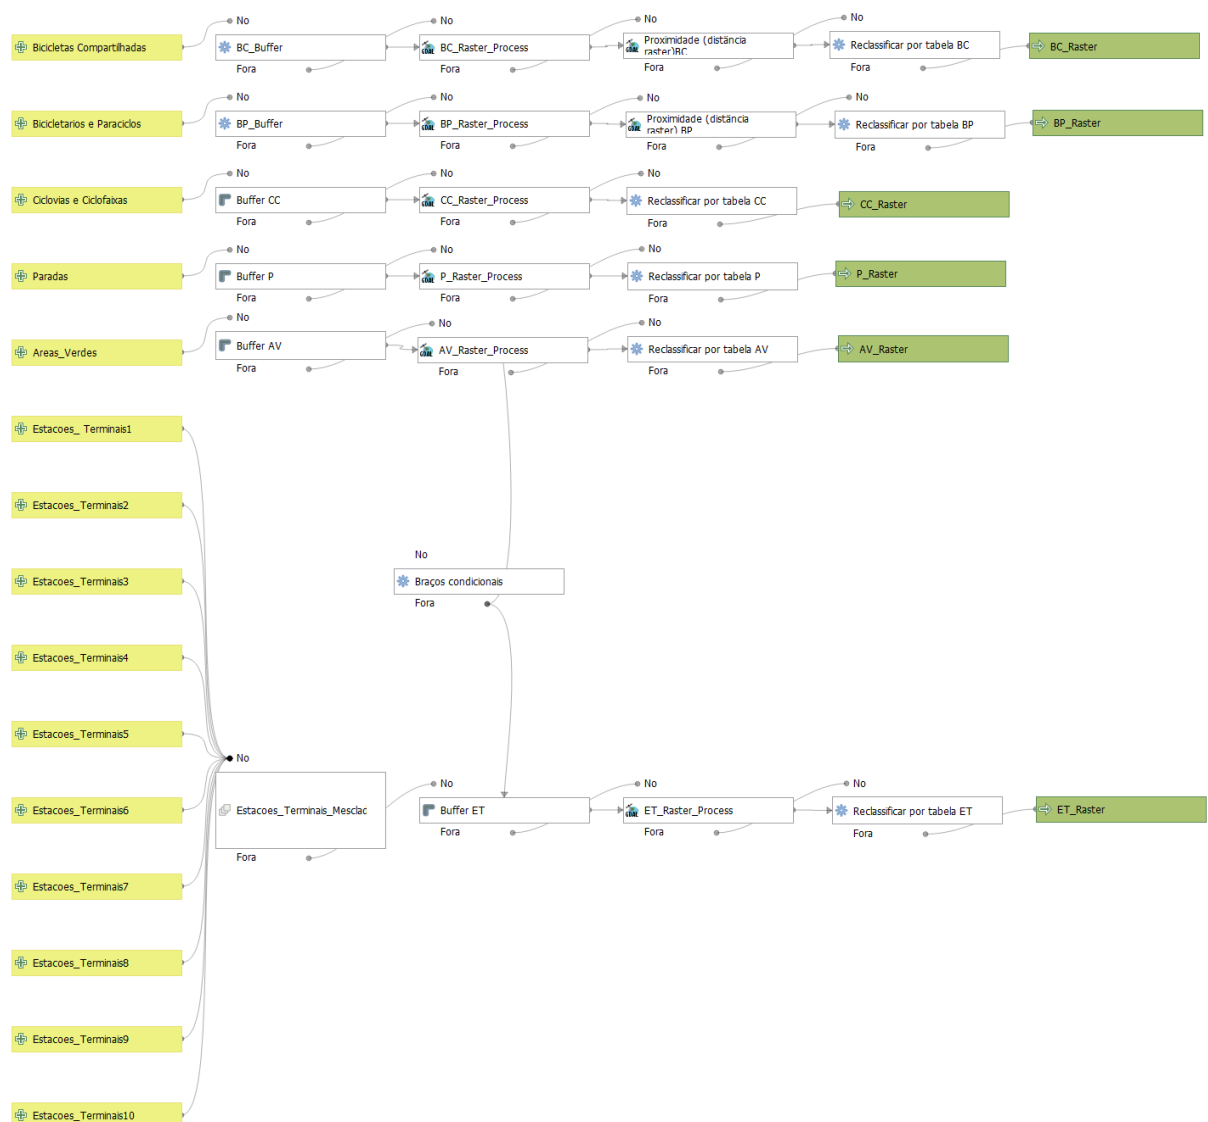 No
No
No
No
Bicicletas Compartilhadas
BC_Buffer
BC_Raster_Process
Proximidade (distância
raster)BC
Reclassificar por tabela BC
BC_Raster
Fora
Fora
Fora
Fora
No
No
No
No
Bicicletarios e Paraciclos
BP_Buffer
BP_Raster_Process
Proximidade (distância
raster) BP
Reclassificar por tabela BP
BP_Raster
Fora
Fora
Fora
Fora
No
No
No
Ciclovias e Ciclofaixas
Buffer CC
CC_Raster_Process
Reclassificar por tabela CC
CC_Raster
Fora
Fora
Fora
No
No
No
Paradas
Buffer P
P_Raster_Process
Reclassificar por tabela P
P_Raster
Fora
Fora
Fora
No
No
No
Areas_Verdes
Buffer AV
AV_Raster_Process
Reclassificar por tabela AV
AV_Raster
Fora
Fora
Fora
Estacoes_ Terminais1
Estacoes_Terminais2
No
Estacoes_Terminais3
Braços condicionais
Fora
Estacoes_Terminais4
Estacoes_Terminais5
No
No
No
No
Estacoes_Terminais6
Estacoes_Terminais_Mesclac
Buffer ET
ET_Raster_Process
Reclassificar por tabela ET
ET_Raster
Fora
Fora
Fora
Fora
Estacoes_Terminais7
Estacoes_Terminais8
Estacoes_Terminais9
Estacoes_Terminais10